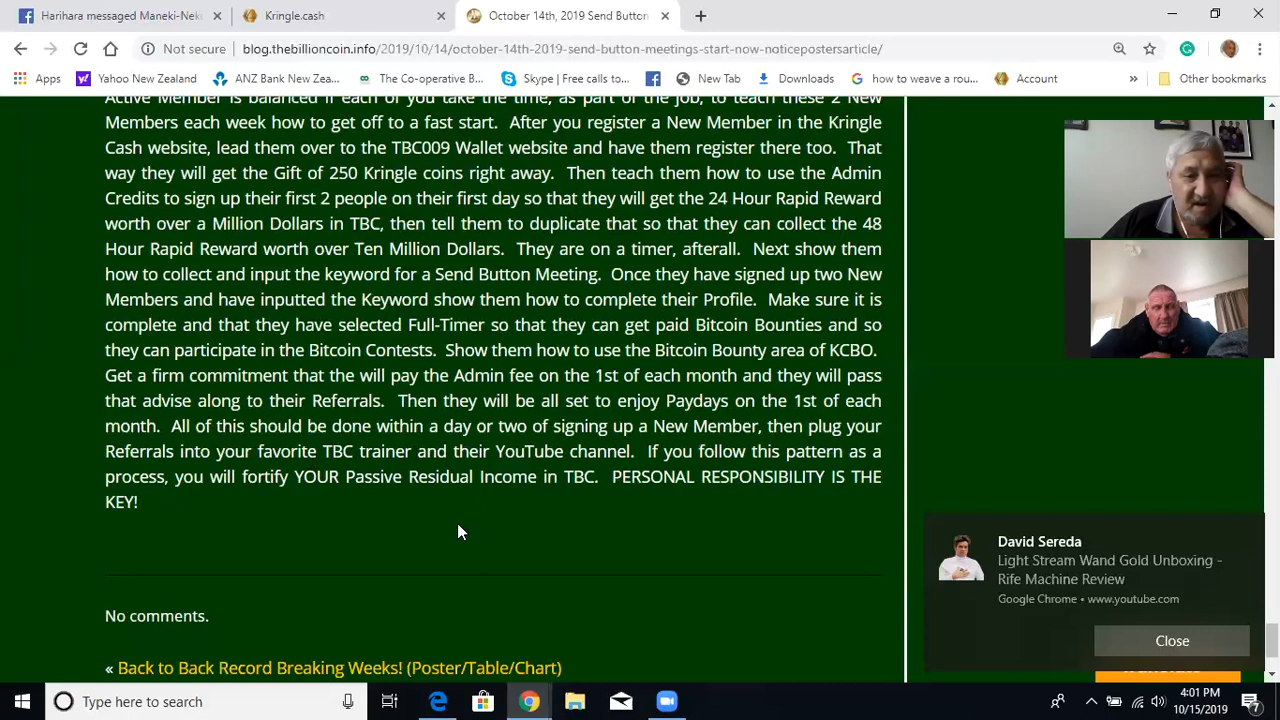 Harihara messaged Maneki-Nek
Kringle.cash
October 14th, 2019 Send Button
Not secure
blog.thebillioncoin.info/2019/10/14/october-14th-2019-send-button-meetings-start-now-noticepostersarticle/
Apps
Yahoo New Zealand
ANZ Bank (New Zea...
The Co-operative B...
Skype | Free calls to...
New Tab
Downloads
how to weave a rou...
Account
»
Other bookmarks
Active Member is balanced if each of you take the time, as part of the job, to teach these 2 New
Members each week how to get off to a fast start. After you register a New Member in the Kringle
Cash website, lead them over to the TBC009 Wallet website and have them register there too. That
way they will get the Gift of 250 Kringle coins right away. Then teach them how to use the Admin
Credits to sign up their first 2 people on their first day so that they will get the 24 Hour Rapid Reward
worth over a Million Dollars in TBC, then tell them to duplicate that so that they can collect the 48
Hour Rapid Reward worth over Ten Million Dollars. They are on a timer, afterall. Next show them
how to collect and input the keyword for a Send Button Meeting. Once they have signed up two New
Members and have inputted the Keyword show them how to complete their Profile. Make sure it is
complete and that they have selected Full-Timer so that they can get paid Bitcoin Bounties and so
they can participate in the Bitcoin Contests. Show them how to use the Bitcoin Bounty area of KCBO.
Get a firm commitment that the will pay the Admin fee on the 1st of each month and they will pass
that advise along to their Referrals. Then they will be all set to enjoy Paydays on the 1st of each
month. All of this should be done within a day or two of signing up a New Member, then plug your
Referrals into your favorite TBC trainer and their YouTube channel. If you follow this pattern as a
process, you will fortify YOUR Passive Residual Income in TBC. PERSONAL RESPONSIBILITY IS THE
KEY!
David Sereda
Light Stream Wand Gold Unboxing -
Rife Machine Review
Google Chrome • www.youtube.com
Close
No comments.
« Back to Back Record Breaking Weeks! (Poster/Table/Chart)
Type here to search
4:01 PM
10/15/2019
7